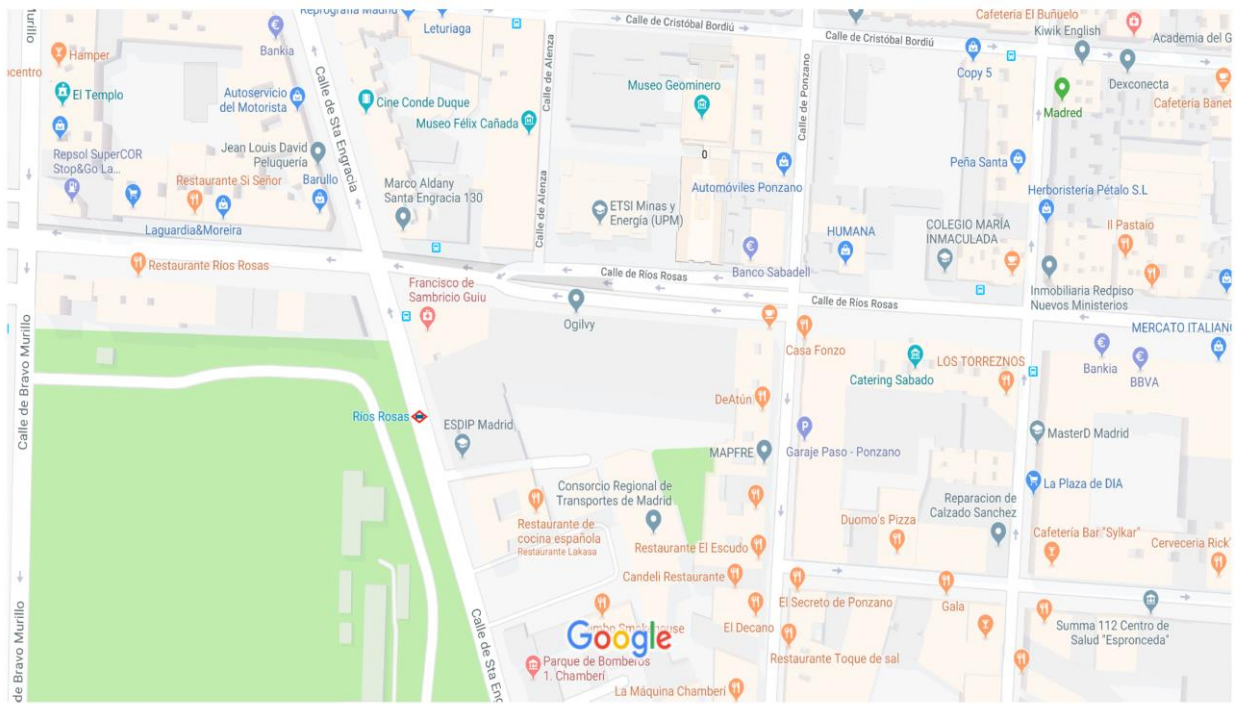 Reprografía Madrid
Leturiaga
Calle de Cristóbal Bordiú
Calle de Cristóbal Bordiú
Cafetería El Buñuelo
Kiwik English
Academia del G
Murillo
Hamper
Bankia
ocentro
El Templo
Autoservicio
del Motorista
Calle de Sta Engracia
Cine Conde Duque
Museo Félix Cañada
Calle de Alenza
Museo Geominero
Calle de Ponzano
Copy 5
Madred
Dexconecta
Cafetería Banet
Repsol SuperCOR
Stop&Go La...
Jean Louis David
Peluquería
0
Restaurante Si Señor
Barullo
Marco Aldany
Santa Engracia 130
Automóviles Ponzano
Peña Santa
Herboristería Pétalo S.L
Laguardia&Moreira
Calle de Alenza
ETSI Minas y
Energía (UPM)
HUMANA
COLEGIO MARÍA
INMACULADA
Il Pastaio
Restaurante Ríos Rosas
Calle de Ríos Rosas
Banco Sabadell
Francisco de
Sambricio Guiu
Calle de Ríos Rosas
Inmobiliaria Redpiso
Nuevos Ministerios
Ogilvy
MERCATO ITALIANO
Calle de Bravo Murillo
Casa Fonzo
Catering Sabado
LOS TORREZNOS
Bankia
BBVA
DeAtún
Ríos Rosas
ESDIP Madrid
MAPFRE
P
Garaje Paso - Ponzano
MasterD Madrid
Consorcio Regional de
Transportes de Madrid
La Plaza de DIA
Reparacion de
Calzado Sanchez
Restaurante de
cocina española
Restaurante Lakasa
Duomo's Pizza
Restaurante El Escudo
Cafetería Bar "Sylkar"
Cerveceria Rick'
Candeli Restaurante
El Secreto de Ponzano
Gala
de Bravo Murillo
Calle de Sta Eng
Google
El Decano
Summa 112 Centro de
Salud "Espronceda"
Parque de Bomberos
1. Chamberí
Restaurante Toque de sal
La Máquina Chamberí